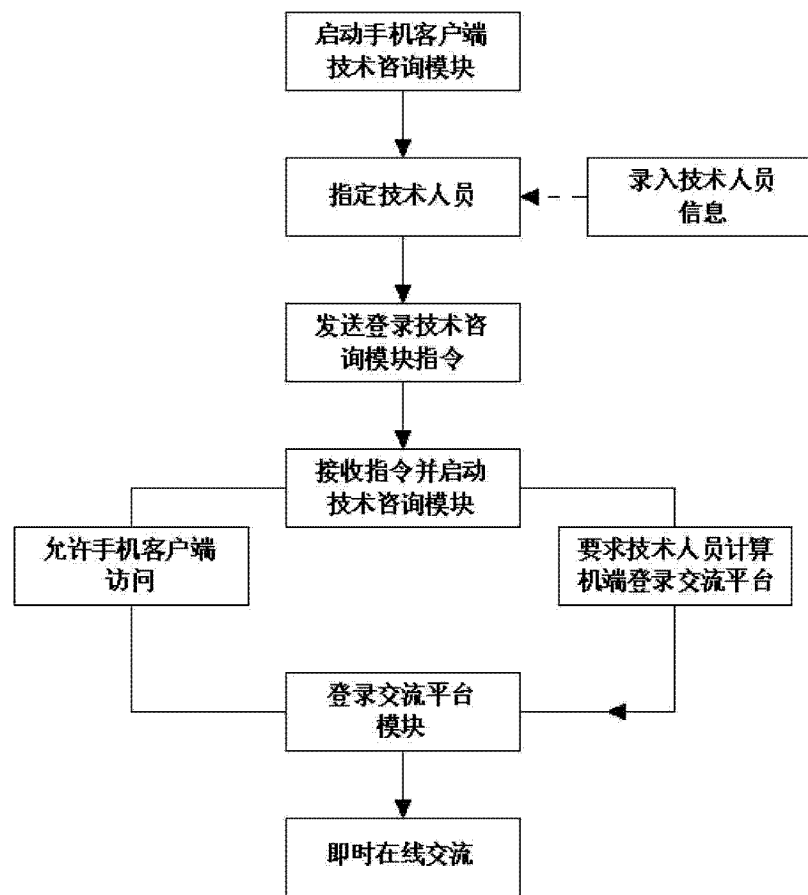 启动手机客户端
技术咨询模块
指定技术人员
录入技术人员
信息
发送登录技术咨
询模块指令
接收指令并启动
技术咨询模块
允许手机客户端
访问
要求技术人员计算
机端登录交流平台
登录交流平台
模块
即时在线交流